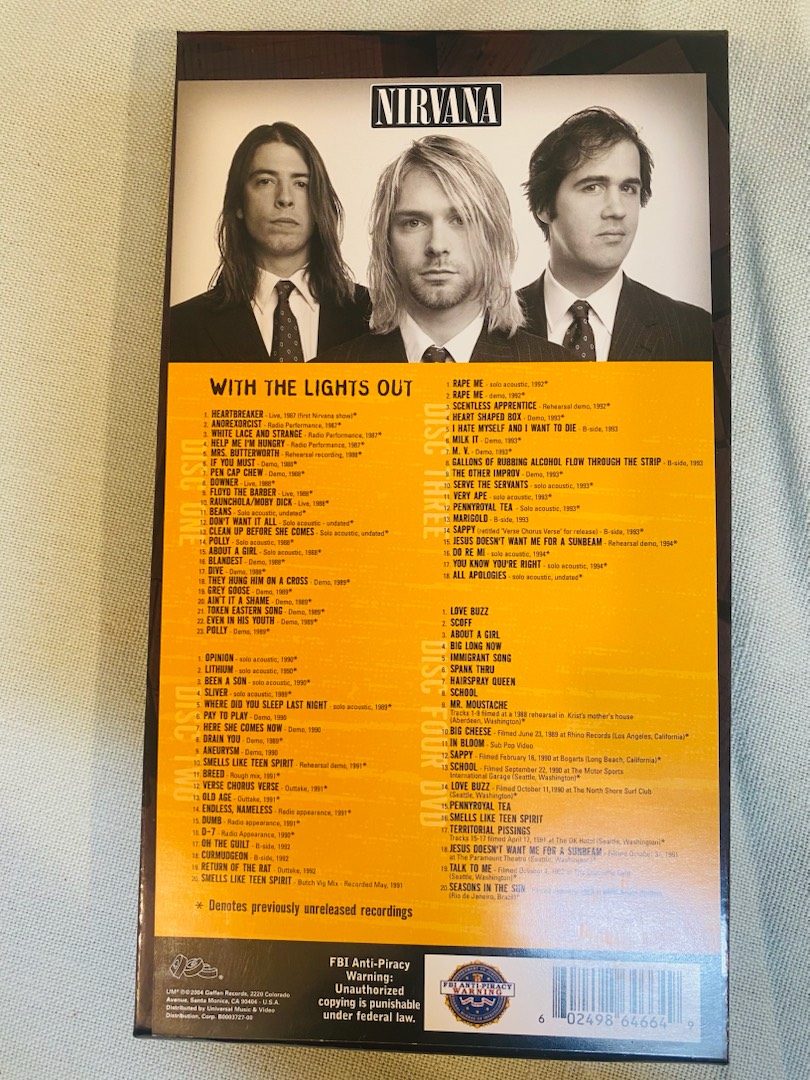 NIRVANA
WITH THE LIGHTS OUT
DISC ONE
1. HEARTBREAKER - Live, 1987 (first Nirvana show)*
2. ANOREXORCIST - Radio Performance, 1987*
3. WHITE LACE AND STRANGE - Radio Performance, 1987*
4. HELP ME I'M HUNGRY - Radio Performance, 1987*
5. MRS. BUTTERWORTH - Rehearsal recording, 1988*
6. IF YOU MUST - Demo, 1988*
7. PEN CAP CHEW - Demo, 1988*
8. DOWNER - Live, 1988*
9. FLOYD THE BARBER - Live, 1988*
10. RAUNCHOLA/MOBY DICK - Live, 1988*
11. BEANS - Solo acoustic, undated*
12. DON'T WANT IT ALL - Solo acoustic - undated*
13. CLEAN UP BEFORE SHE COMES - Solo acoustic, undated*
14. POLLY - Solo acoustic, 1988*
15. ABOUT A GIRL - Solo acoustic, 1988*
16. BLANDEST - Demo, 1988*
17. DIVE - Demo, 1988*
18. THEY HUNG HIM ON A CROSS - Demo, 1989*
19. GREY GOOSE - Demo, 1989*
20. AIN'T IT A SHAME - Demo, 1989*
21. TOKEN EASTERN SONG - Demo, 1989*
22. EVEN IN HIS YOUTH - Demo, 1989*
23. POLLY - Demo, 1989*
DISC TWO
1. OPINION - solo acoustic, 1990*
2. LITHIUM - solo acoustic, 1990*
3. BEEN A SON - solo acoustic, 1990*
4. SLIVER - solo acoustic, 1989*
5. WHERE DID YOU SLEEP LAST NIGHT - solo acoustic, 1989*
6. PAY TO PLAY - Demo, 1990
7. HERE SHE COMES NOW - Demo, 1990
8. DRAIN YOU - Demo, 1989*
9. ANEURYSM - Demo, 1990
10. SMELLS LIKE TEEN SPIRIT - Rehearsal demo, 1991*
11. BREED - Rough mix, 1991*
12. VERSE CHORUS VERSE - Outtake, 1991*
13. OLD AGE - Outtake, 1991*
14. ENDLESS, NAMELESS - Radio appearance, 1991*
15. DUMB - Radio appearance, 1991*
16. D-7 - Radio Appearance, 1990*
17. OH THE GUILT - B-side, 1993
18. CURMUDGEON - B-side, 1992
19. RETURN OF THE RAT - Outtake, 1992
20. SMELLS LIKE TEEN SPIRIT - Butch Vig Mix - Recorded May, 1991
* Denotes previously unreleased recordings
DISC THREE
1. RAPE ME - solo acoustic, 1992*
2. RAPE ME - demo, 1992*
3. SCENTLESS APPRENTICE - Rehearsal demo, 1992*
4. HEART SHAPED BOX - Demo, 1993*
5. I HATE MYSELF AND I WANT TO DIE - B-side, 1993
6. MILK IT - Demo, 1993*
7. M. V. - Demo, 1993*
8. GALLONS OF RUBBING ALCOHOL FLOW THROUGH THE STRIP - B-side, 1993
9. THE OTHER IMPROV - Demo, 1993*
10. SERVE THE SERVANTS - solo acoustic, 1993*
11. VERY APE - solo acoustic, 1993*
12. PENNYROYAL TEA - Solo acoustic, 1993*
13. MARIGOLD - B-side, 1993
14. SAPPY (retitled "Verse Chorus Verse" for release) - B-side, 1993*
15. JESUS DOESN'T WANT ME FOR A SUNBEAM - Rehearsal demo, 1994*
16. DO RE MI - solo acoustic, 1994*
17. YOU KNOW YOU'RE RIGHT - solo acoustic, 1994*
18. ALL APOLOGIES - solo acoustic, undated*
DISC FOUR DVD
1. LOVE BUZZ
2. SCOFF
3. ABOUT A GIRL
4. BIG LONG NOW
5. IMMIGRANT SONG
6. SPANK THRU
7. HAIRSPRAY QUEEN
8. SCHOOL
9. MR. MOUSTACHE
Tracks 1-9 filmed at a 1988 rehearsal in Krist's mother's house
(Aberdeen, Washington)*
10. BIG CHEESE - Filmed June 23, 1989 at Rhino Records (Los Angeles, California)*
11. IN BLOOM - Sub Pop Video
12. SAPPY - Filmed February 16, 1990 at Bogarts (Long Beach, California)*
13. SCHOOL - Filmed September 22, 1990 at The Motor Sports
International Garage (Seattle, Washington)*
14. LOVE BUZZ - Filmed October 11, 1990 at The North Shore Surf Club
(Seattle, Washington)*
15. PENNYROYAL TEA
16. SMELLS LIKE TEEN SPIRIT
17. TERRITORIAL PISSINGS
Tracks 15-17 filmed April 17, 1991 at The OK Hotel (Seattle, Washington)*
18. JESUS DOESN'T WANT ME FOR A SUNBEAM - Filmed October 31, 1991
at The Paramount Theatre (Seattle, Washington)*
19. TALK TO ME - Filmed October
(Seattle, Washington)*
20. SEASONS IN THE SUN
(Rio de Janeiro, Brazil)*
UM® ℗©2004 Geffen Records, 2220 Colorado
Avenue, Santa Monica, CA 90404 - U.S.A.
Distributed by Universal Music & Video
Distribution, Corp. B0003727-00
FBI Anti-Piracy
Warning:
Unauthorized
copying is punishable
under federal law.
FBI ANTI-PIRACY
WARNING
6 02498 64664 9